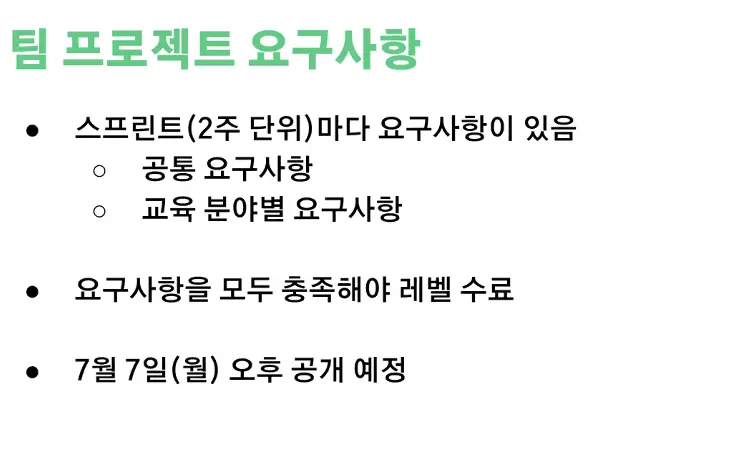 팀 프로젝트 요구사항
● 스프린트(2주 단위)마다 요구사항이 있음
○ 공통 요구사항
○ 교육 분야별 요구사항
● 요구사항을 모두 충족해야 레벨 수료
● 7월 7일(월) 오후 공개 예정